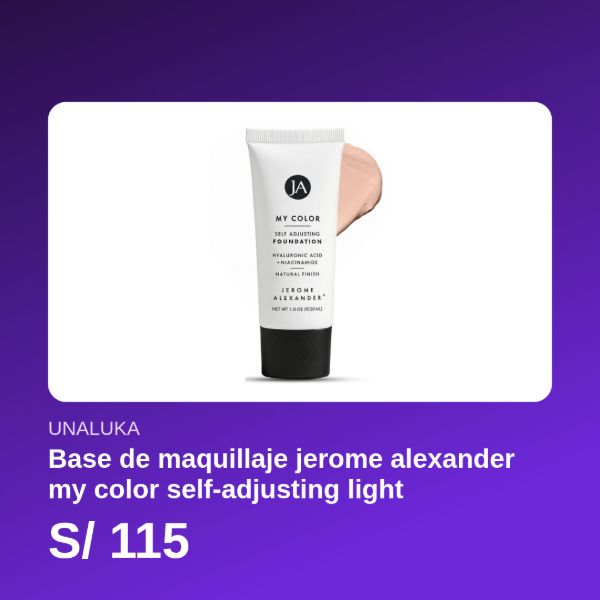 JA
MY COLOR
SELF ADJUSTING
FOUNDATION
HYALURONIC ACID
+ NIACINAMIDE
NATURAL FINISH
JEROME
ALEXANDER®
UNALUKA
Base de maquillaje jerome alexander
my color self-adjusting light
S/ 115